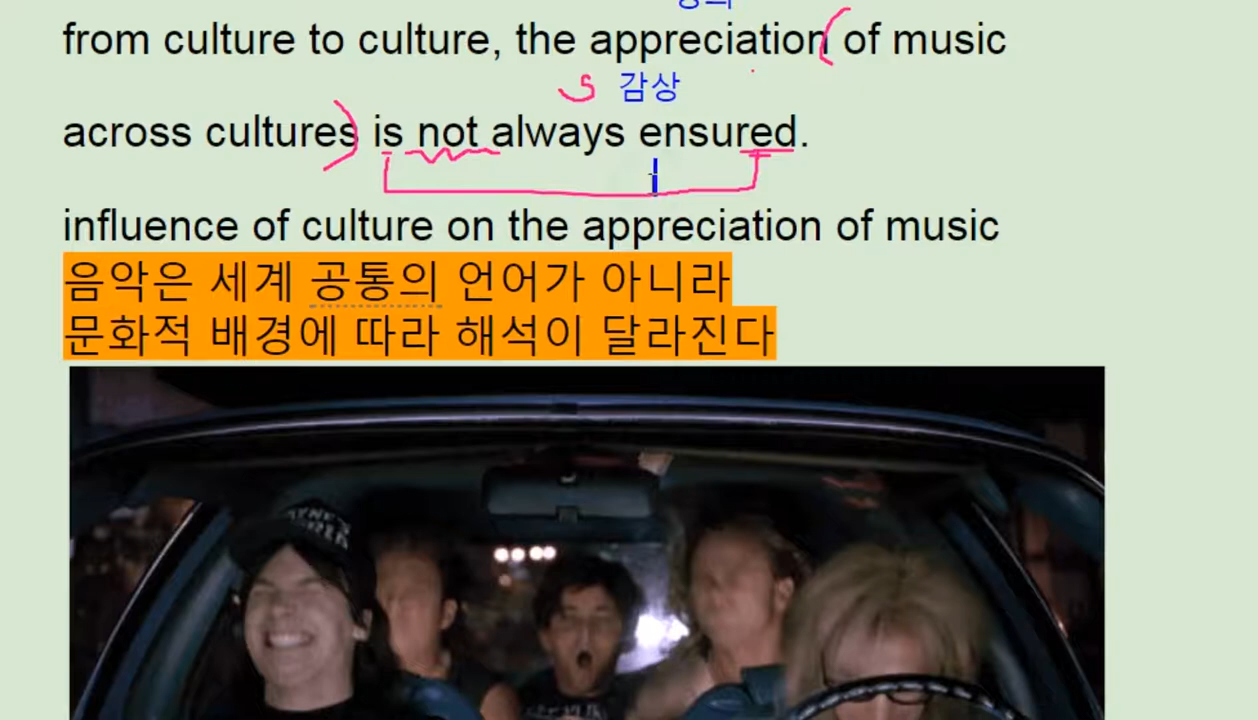 from culture to culture, the appreciation of music
S 감상
across cultures is not always ensured.
influence of culture on the appreciation of music
음악은 세계 공통의 언어가 아니라
문화적 배경에 따라 해석이 달라진다